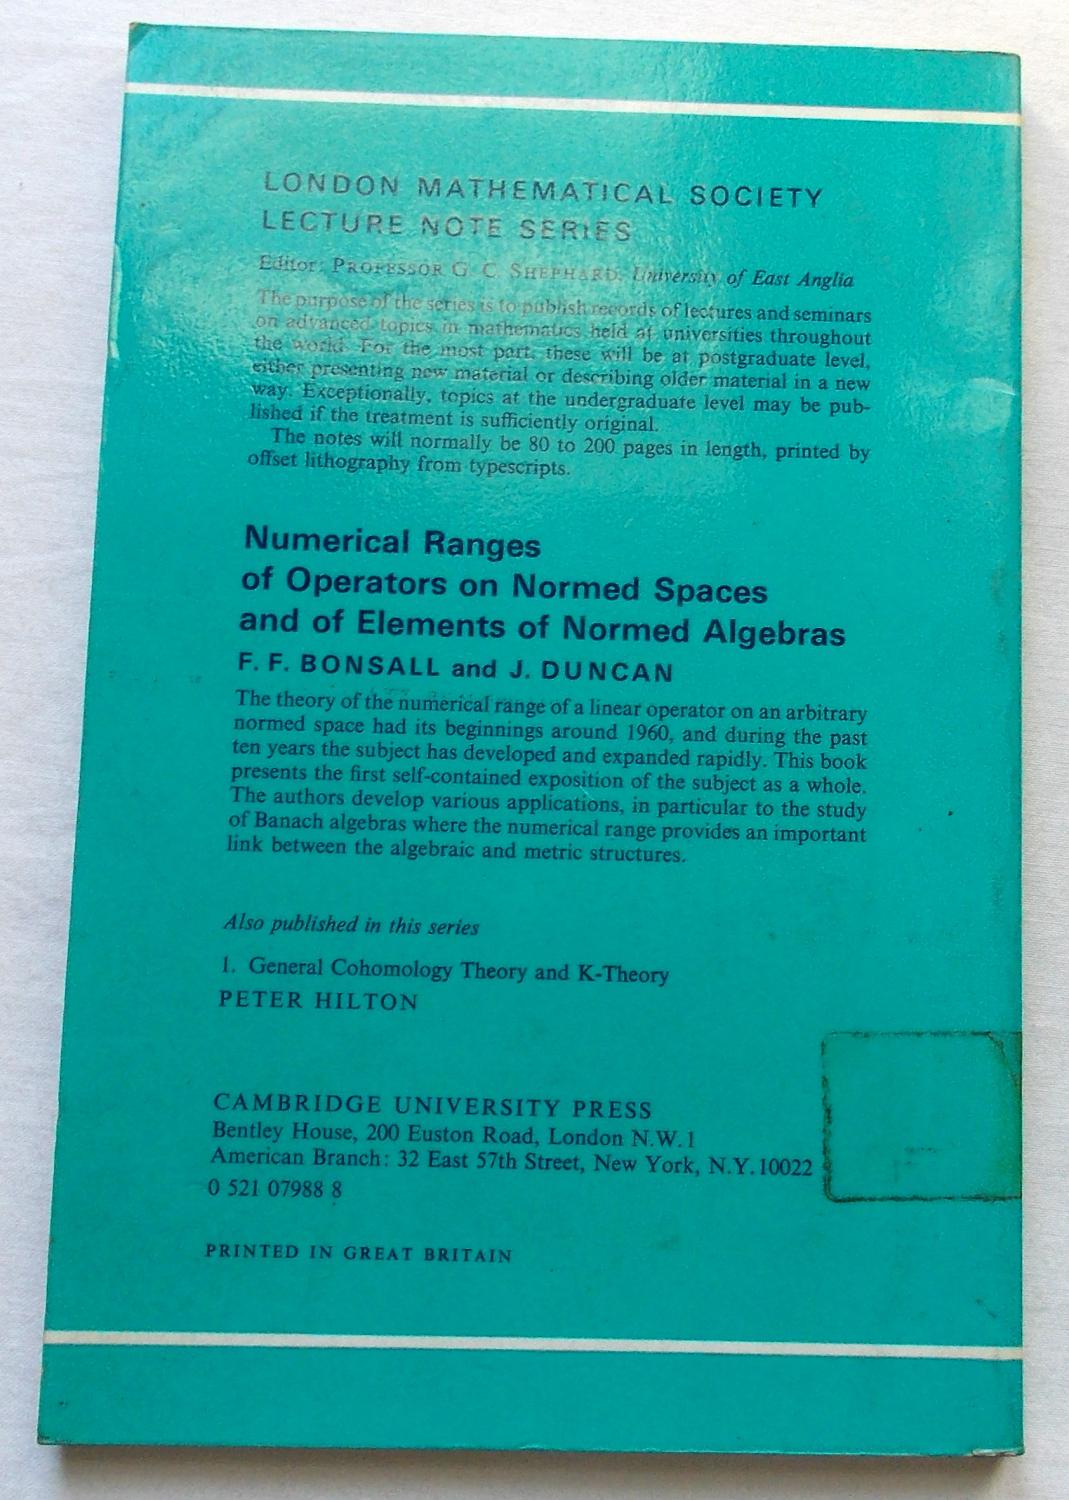 LONDON MATHEMATICAL SOCIETY
LECTURE NOTE SERIES
Editor: PROFESSOR G. C. SHEPHARD, University of East Anglia
The purpose of the series is to publish records of lectures and seminars
on advanced topics in mathematics held at universities throughout
the world. For the most part, these will be at postgraduate level,
either presenting new material or describing older material in a new
way. Exceptionally, topics at the undergraduate level may be pub-
lished if the treatment is sufficiently original.
The notes will normally be 80 to 200 pages in length, printed by
offset lithography from typescripts.
Numerical Ranges
of Operators on Normed Spaces
and of Elements of Normed Algebras
F. F. BONSALL and J. DUNCAN
The theory of the numerical range of a linear operator on an arbitrary
normed space had its beginnings around 1960, and during the past
ten years the subject has developed and expanded rapidly. This book
presents the first self-contained exposition of the subject as a whole.
The authors develop various applications, in particular to the study
of Banach algebras where the numerical range provides an important
link between the algebraic and metric structures.
Also published in this series
1. General Cohomology Theory and K-Theory
PETER HILTON
CAMBRIDGE UNIVERSITY PRESS
Bentley House, 200 Euston Road, London N.W.1
American Branch: 32 East 57th Street, New York, N.Y.10022
0 521 07988 8
PRINTED IN GREAT BRITAIN